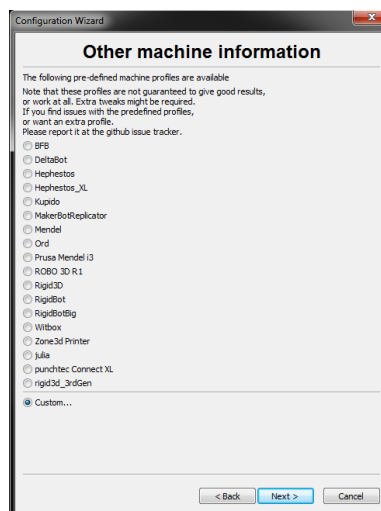 Configuration Wizard
Other machine information
The following pre-defined machine profiles are available
Note that these profiles are not guaranteed to give good results,
or work at all. Extra tweaks might be required.
If you find issues with the predefined profiles,
or want an extra profile.
Please report it at the github issue tracker.
BFB
DeltaBot
Hephestos
Hephestos_XL
Kupido
MakerBotReplicator
Mendel
Ord
Prusa Mendel i3
ROBO 3D R1
Rigid3D
RigidBot
RigidBotBig
Witbox
Zone3d Printer
julia
punchtec Connect XL
rigid3d_3rdGen
Custom...
< Back Next > Cancel